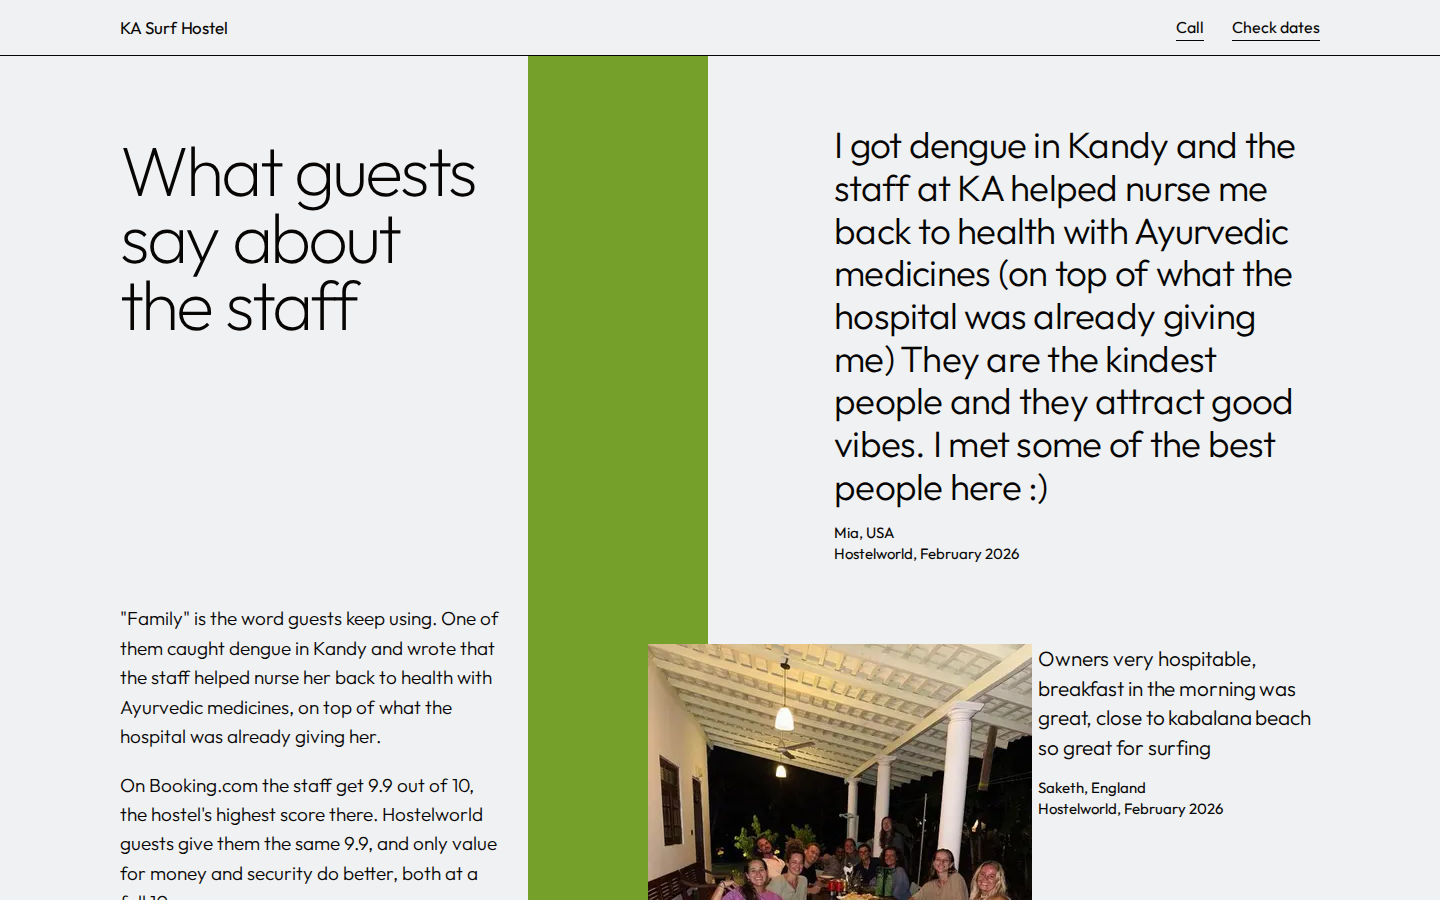 KA Surf Hostel
Call
Check dates
What guests
say about
the staff
"Family" is the word guests keep using. One of
them caught dengue in Kandy and wrote that
the staff helped nurse her back to health with
Ayurvedic medicines, on top of what the
hospital was already giving her.
On Booking.com the staff get 9.9 out of 10,
the hostel's highest score there. Hostelworld
guests give them the same 9.9, and only value
for money and security do better, both at a
I got dengue in Kandy and the
staff at KA helped nurse me
back to health with Ayurvedic
medicines (on top of what the
hospital was already giving
me) They are the kindest
people and they attract good
vibes. I met some of the best
people here :)
Mia, USA
Hostelworld, February 2026
Owners very hospitable,
breakfast in the morning was
great, close to kabalana beach
so great for surfing
Saketh, England
Hostelworld, February 2026